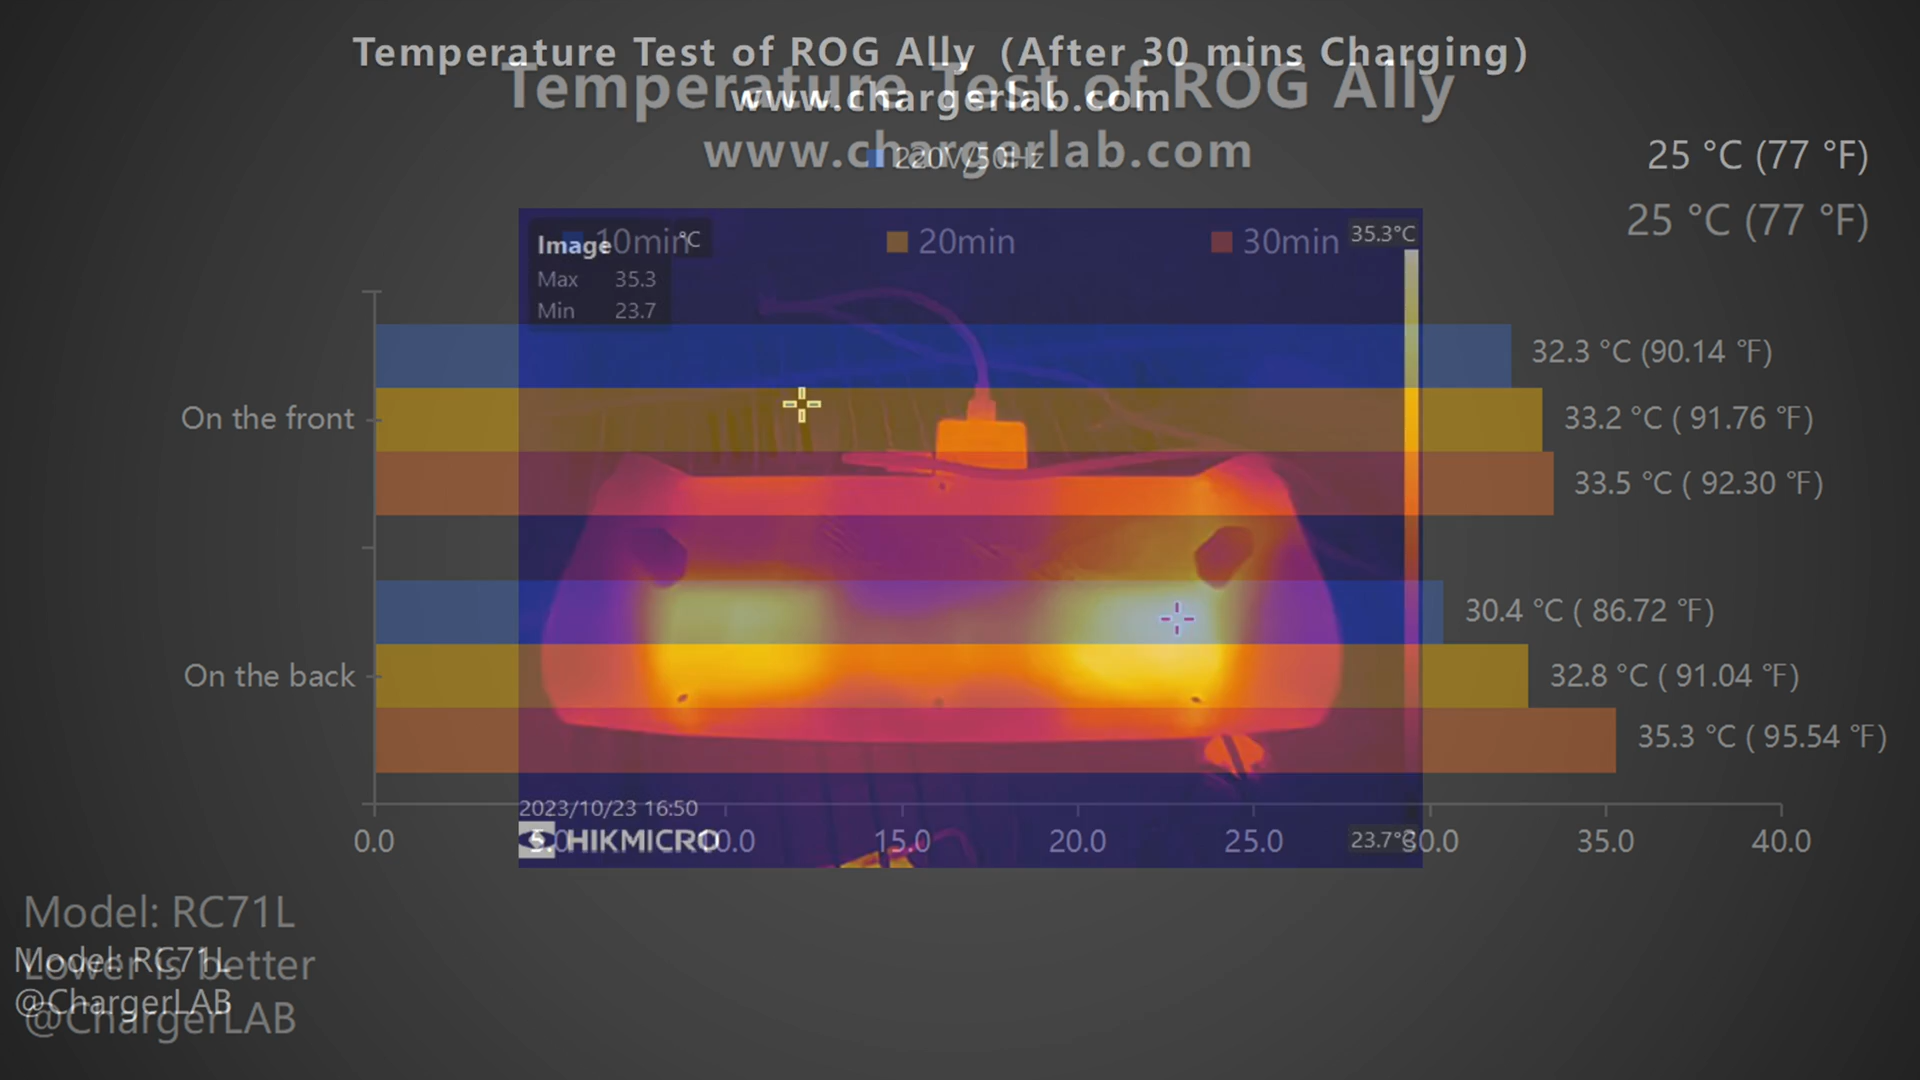 Temperature Test of ROG Ally (After 30 mins Charging)
Temperature Test of ROG Ally
www.chargerlab.com
www.chargerlab.com
220V/50Hz
25 °C (77 °F)
25 °C (77 °F)
10min
20min
30min
Image
°C
Max 35.3
Min 23.7
35.3°C
32.3 °C (90.14 °F)
On the front
33.2 °C ( 91.76 °F)
33.5 °C ( 92.30 °F)
30.4 °C ( 86.72 °F)
On the back
32.8 °C ( 91.04 °F)
35.3 °C ( 95.54 °F)
2023/10/23 16:50
HIKMICRO
23.7°C
0.0
5.0
10.0
15.0
20.0
25.0
30.0
35.0
40.0
Model: RC71L
Model: RC71L
Lower is better
@ChargerLAB
@ChargerLAB